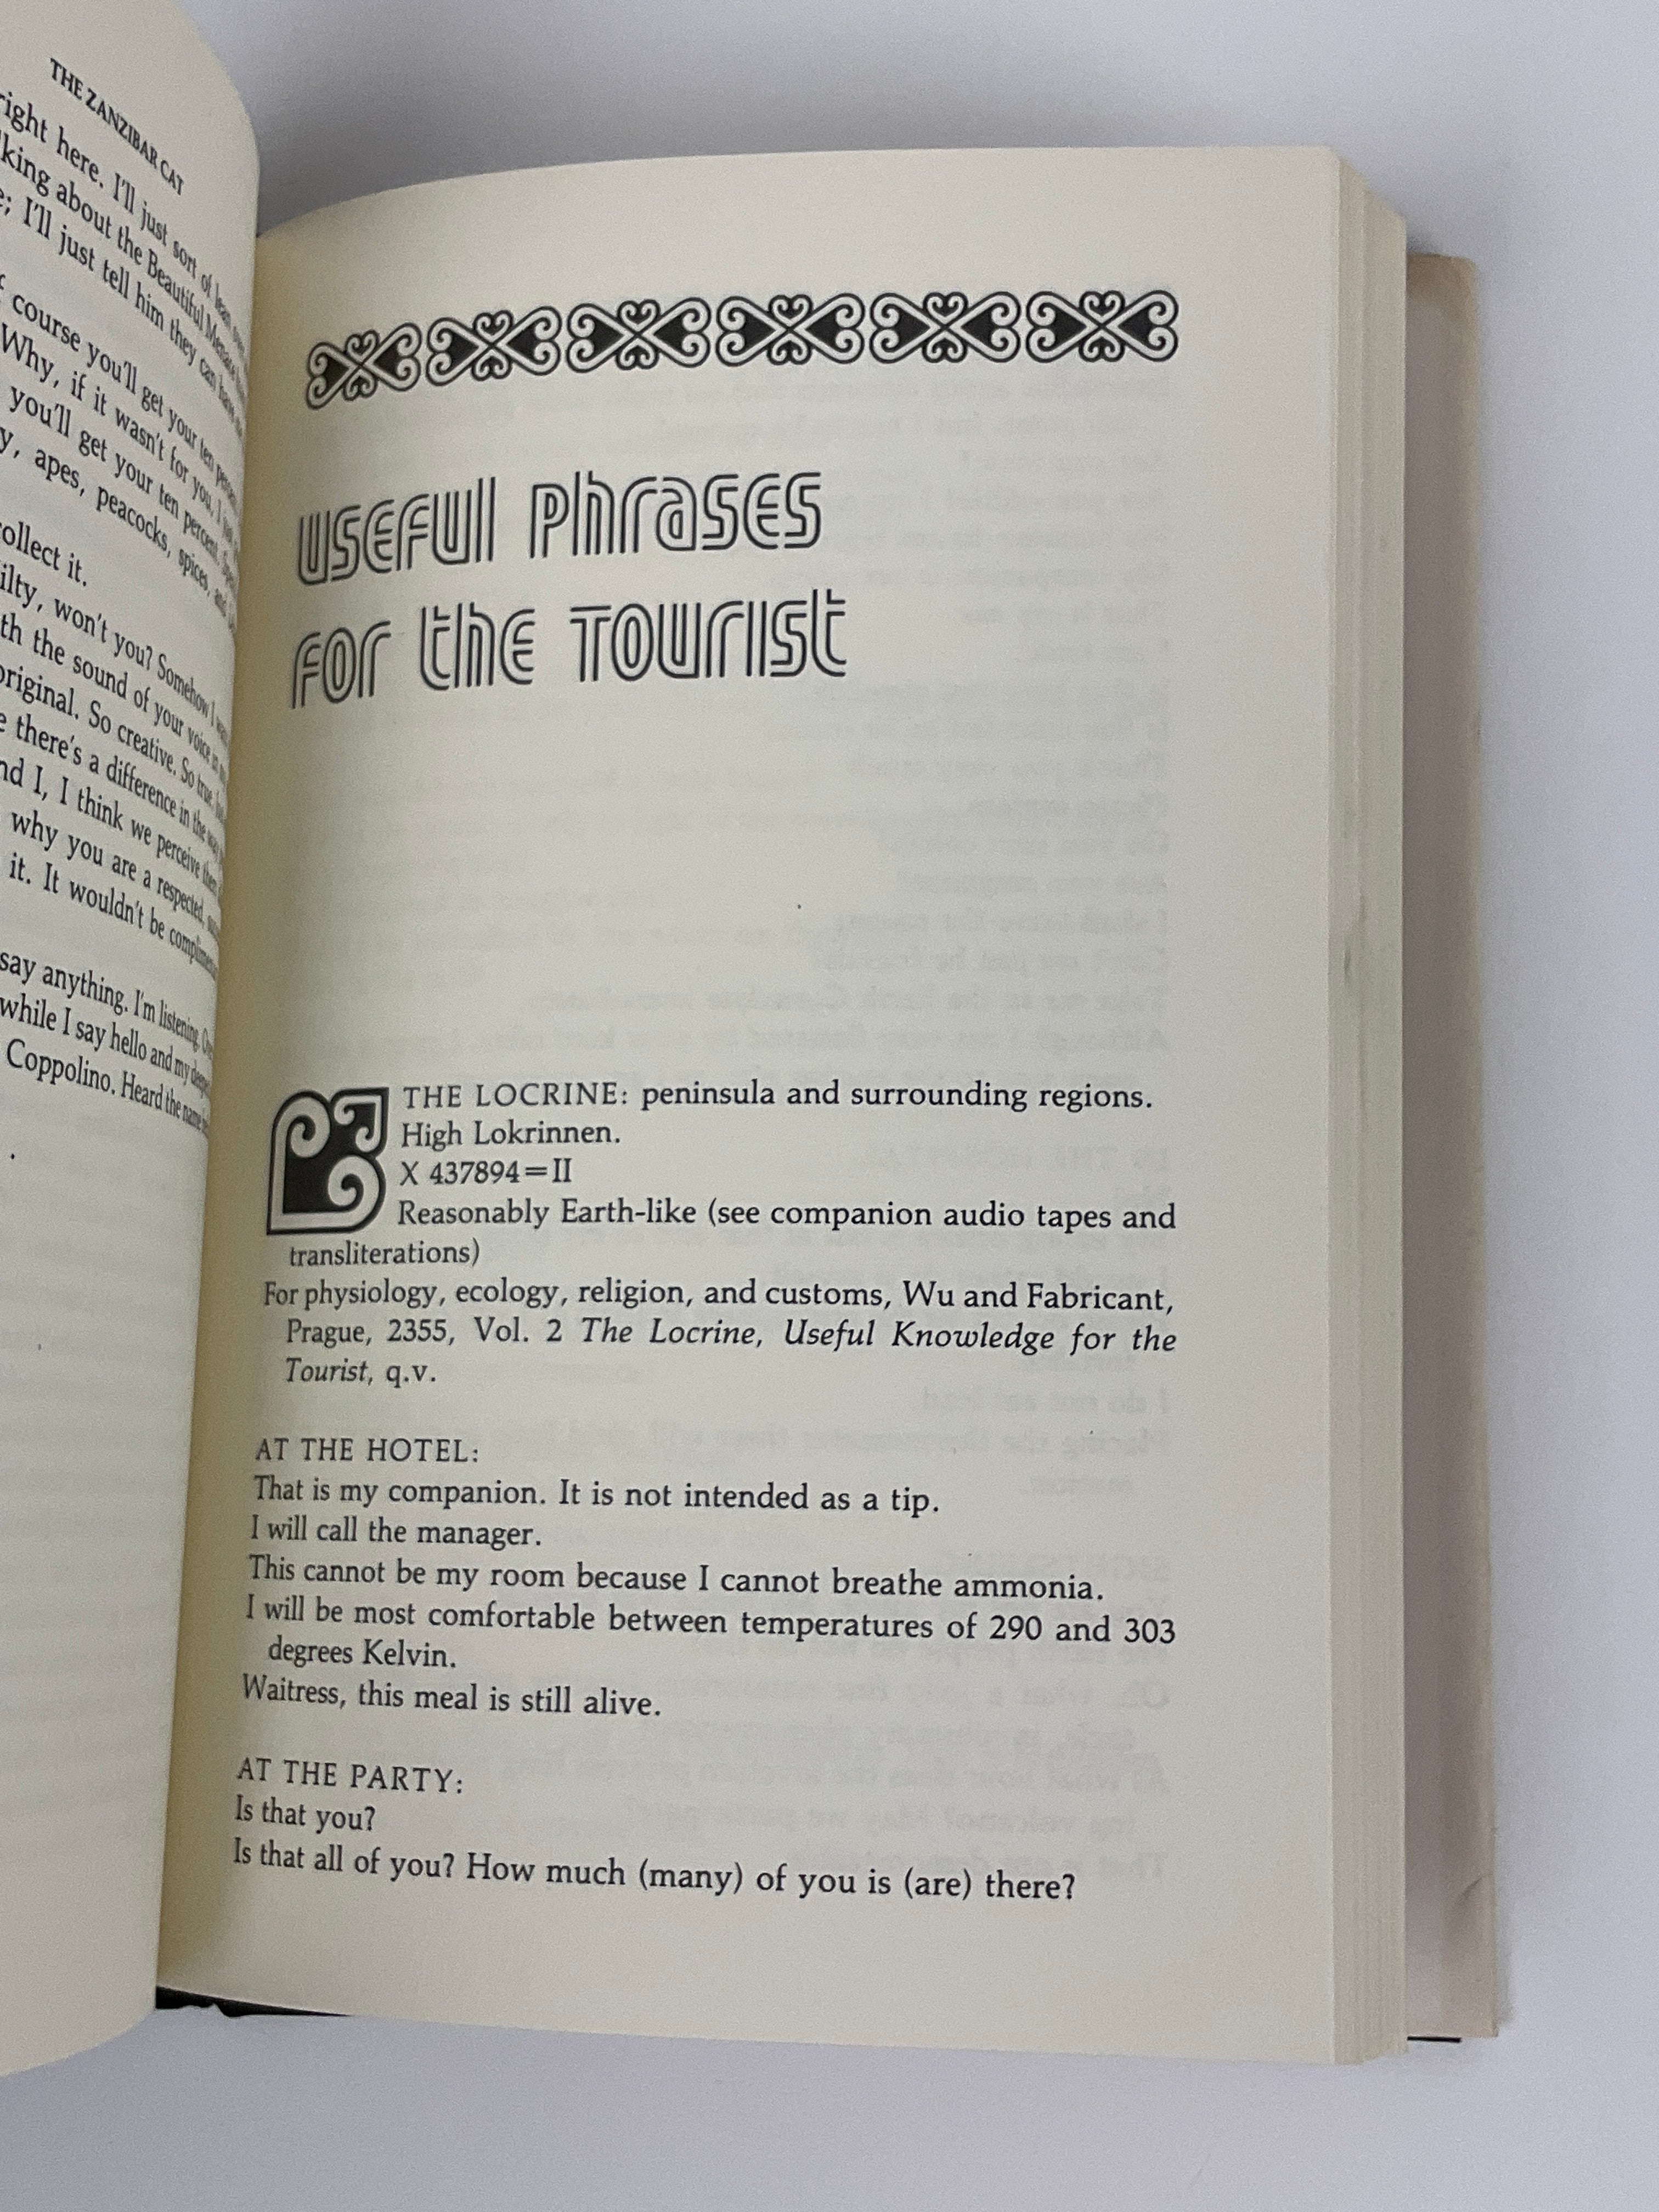 THE ZANZIBAR CAT
right here. I'll just sort of lean
king about the Beautiful Menace
I'll just tell him they can have
course you'll get your ten percent
Why, if it wasn't for you, I
you'll get your ten percent.
apes, peacocks, spices, and
collect it.
won't you? Somehow I
th the sound of your voice in
original. So creative. So true.
there's a difference in the way
nd I, I think we perceive them
why you are a respected,
it. It wouldn't be
say anything. I'm listening.
while I say hello and my
Coppolino. Heard the name
USEFUL PHRASES
FOR THE TOURIST
THE LOCRINE: peninsula and surrounding regions.
High Lokrinnen.
X 437894=II
Reasonably Earth-like (see companion audio tapes and
transliterations)
For physiology, ecology, religion, and customs, Wu and Fabricant,
Prague, 2355, Vol. 2 The Locrine, Useful Knowledge for the
Tourist, q.v.
AT THE HOTEL:
That is my companion. It is not intended as a tip.
I will call the manager.
This cannot be my room because I cannot breathe ammonia.
I will be most comfortable between temperatures of 290 and 303
degrees Kelvin.
Waitress, this meal is still alive.
AT THE PARTY:
Is that you?
Is that all of you? How much (many) of you is (are) there?